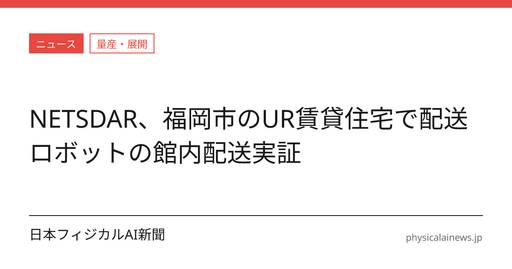 ニュース 量産・展開
NETSDAR、福岡市のUR賃貸住宅で配送
ロボットの館内配送実証
日本フィジカルAI新聞
physicalainews.jp